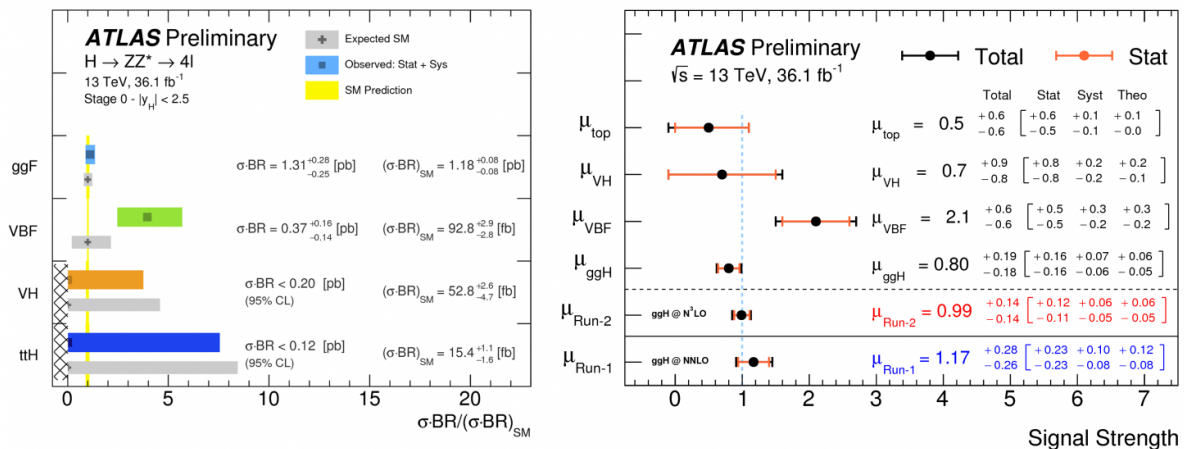 ATLAS Preliminary
H → ZZ* → 4l
13 TeV, 36.1 fb⁻¹
Stage 0 - |y_H| < 2.5
Expected SM
Observed: Stat + Sys
SM Prediction
ggF σ·BR = 1.31 +0.28 −0.25 [pb] (σ·BR)_SM = 1.18 +0.08 −0.08 [pb]
VBF σ·BR = 0.37 +0.16 −0.14 [pb] (σ·BR)_SM = 92.8 +2.9 −2.8 [fb]
VH σ·BR < 0.20 [pb] (σ·BR)_SM = 52.8 +2.6 −4.7 [fb]
(95% CL)
ttH σ·BR < 0.12 [pb] (σ·BR)_SM = 15.4 +1.1 −1.6 [fb]
(95% CL)
0 5 10 15 20
σ·BR/(σ·BR)_SM
ATLAS Preliminary
√s = 13 TeV, 36.1 fb⁻¹
Total Stat
Total Stat Syst Theo
μ_top μ_top = 0.5 +0.6 −0.6 [ +0.6 −0.5 +0.1 −0.1 +0.1 −0.0 ]
μ_VH μ_VH = 0.7 +0.9 −0.8 [ +0.8 −0.8 +0.2 −0.2 +0.2 −0.1 ]
μ_VBF μ_VBF = 2.1 +0.6 −0.6 [ +0.5 −0.5 +0.3 −0.2 +0.3 −0.2 ]
μ_ggH μ_ggH = 0.80 +0.19 −0.18 [ +0.16 −0.16 +0.07 −0.06 +0.06 −0.05 ]
μ_Run-2 ggH @ N³LO μ_Run-2 = 0.99 +0.14 −0.14 [ +0.12 −0.11 +0.06 −0.05 +0.06 −0.05 ]
μ_Run-1 ggH @ NNLO μ_Run-1 = 1.17 +0.28 −0.26 [ +0.23 −0.23 +0.10 −0.08 +0.12 −0.08 ]
0 1 2 3 4 5 6 7
Signal Strength